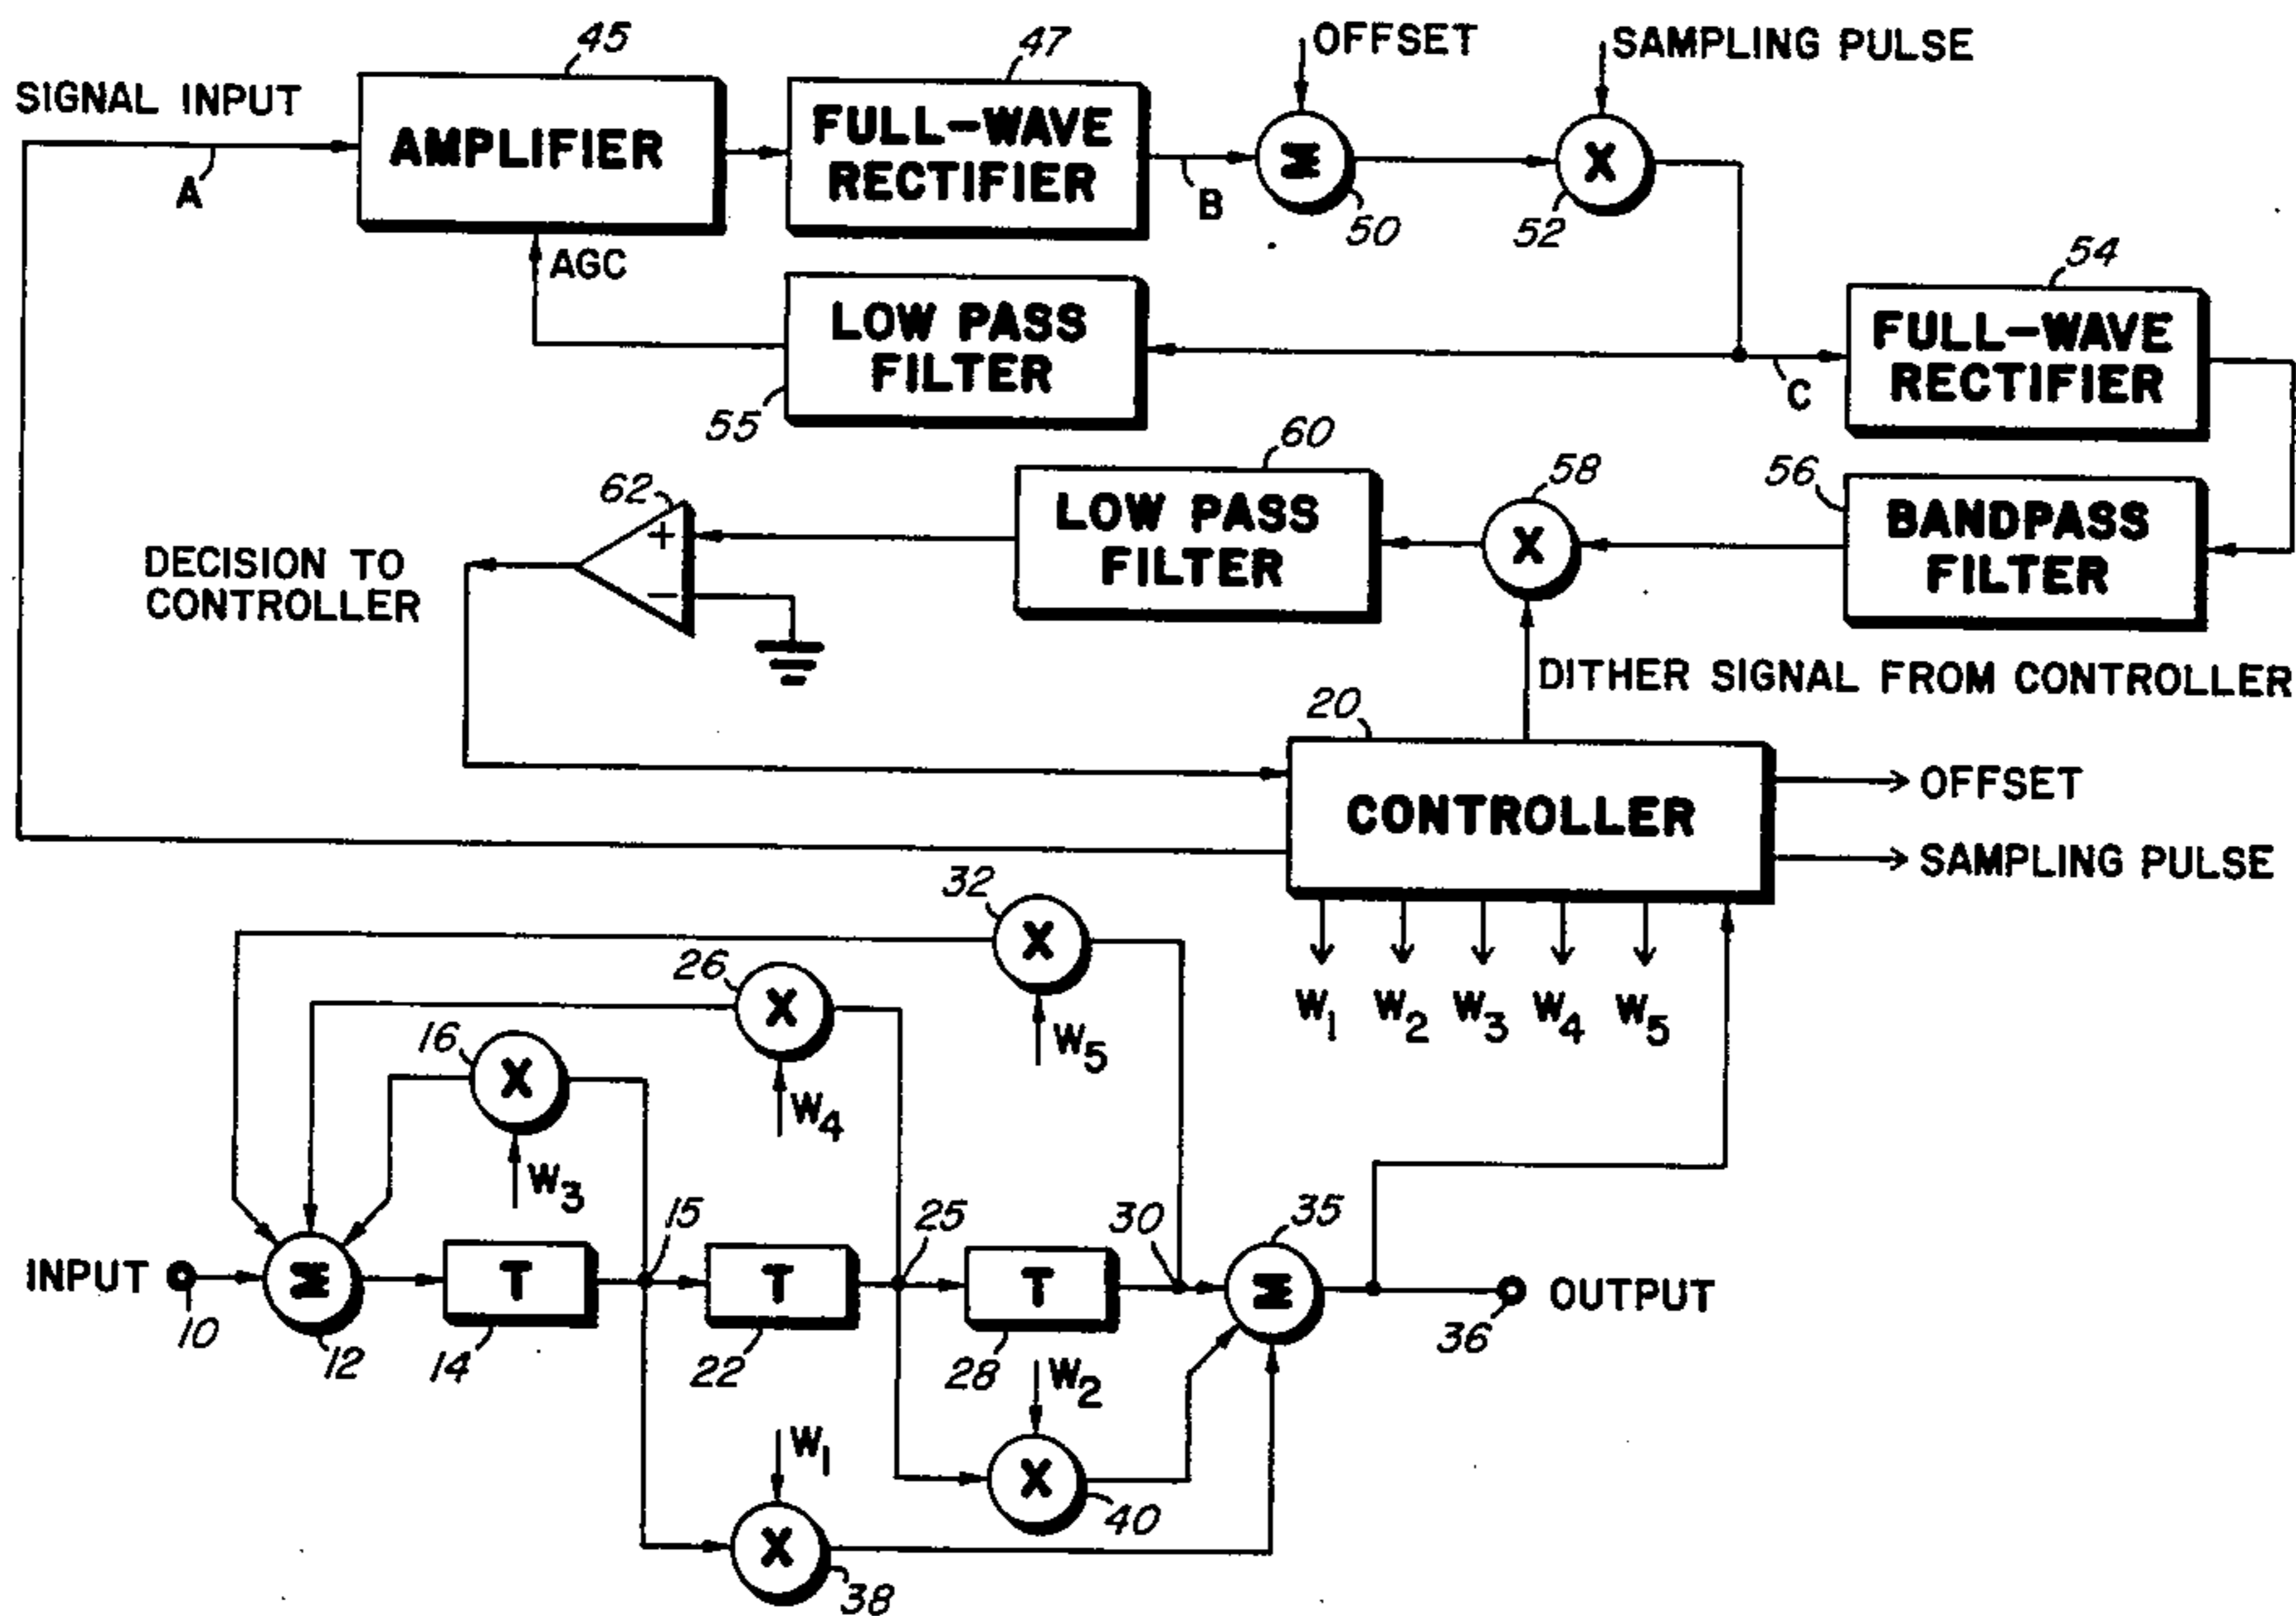 45
47
OFFSET
SAMPLING PULSE
SIGNAL INPUT
AMPLIFIER
FULL-WAVE
RECTIFIER
Σ
X
A
B
50
52
AGC
54
LOW PASS
FILTER
FULL-WAVE
RECTIFIER
C
55
60
62
58
56
+
−
LOW PASS
FILTER
X
BANDPASS
FILTER
DECISION TO
CONTROLLER
DITHER SIGNAL FROM CONTROLLER
20
CONTROLLER
OFFSET
SAMPLING PULSE
32
X
26
X
W5
W1 W2 W3 W4 W5
16
X
W4
W3
15
25
30
35
INPUT
Σ
T
T
T
Σ
OUTPUT
10
12
14
22
28
36
W2
W1
X
40
X
38